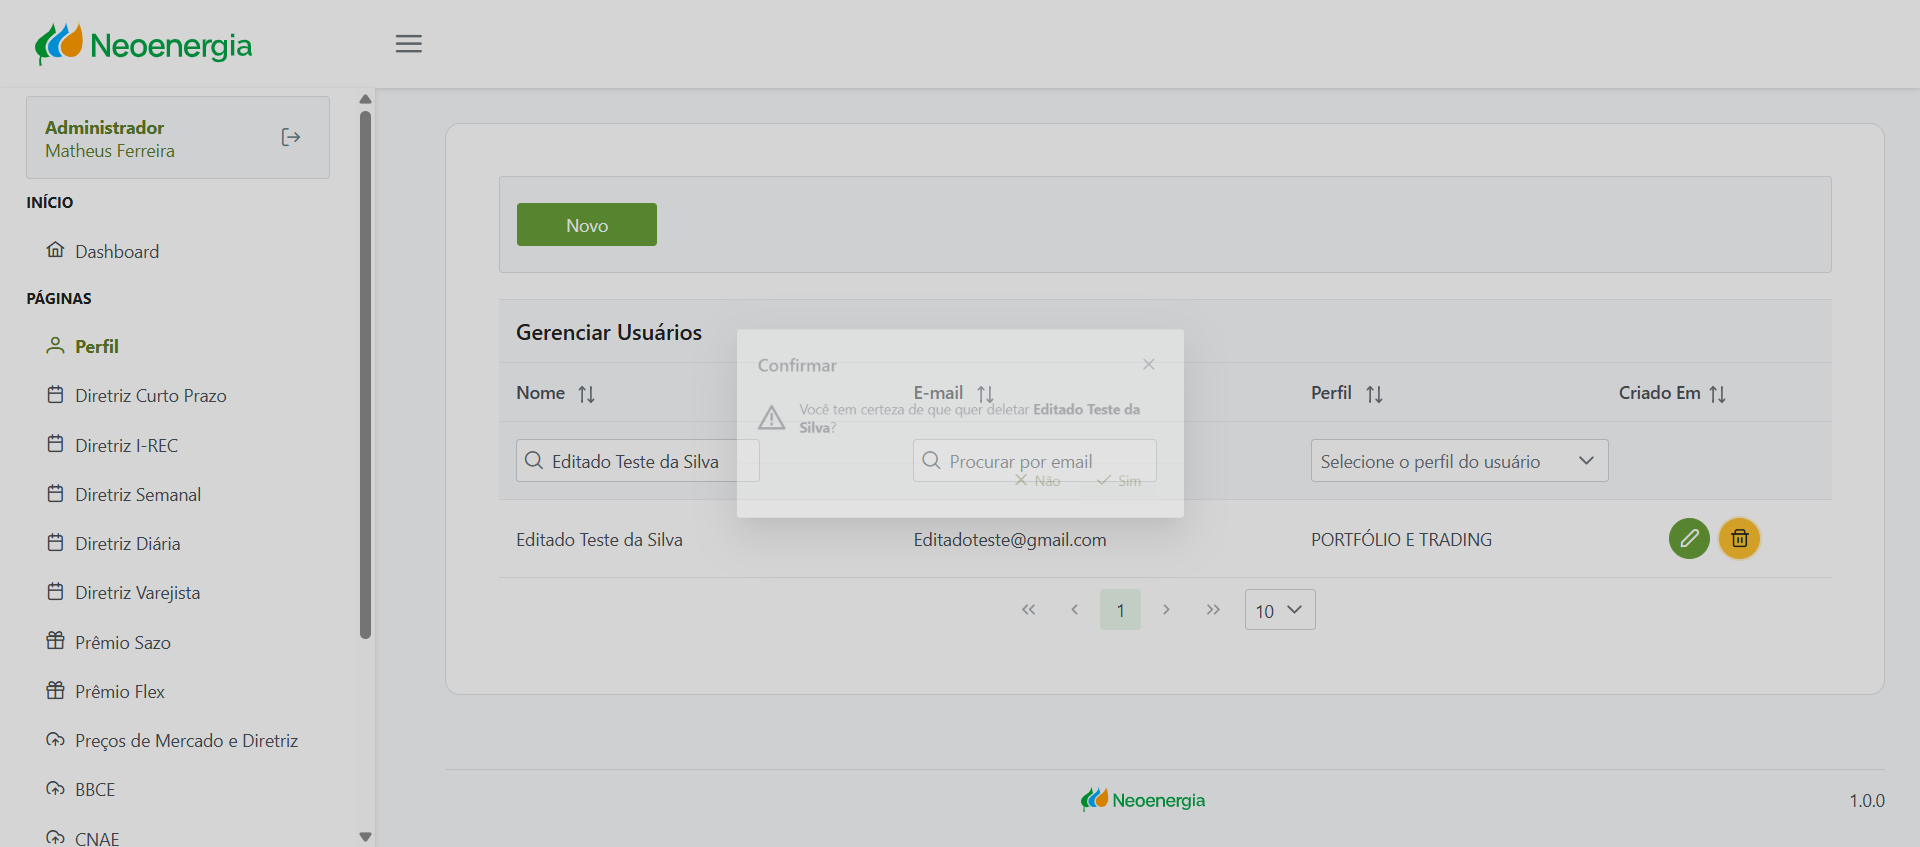 Neoenergia
Administrador
Matheus Ferreira
INÍCIO
Dashboard
PÁGINAS
Perfil
Diretriz Curto Prazo
Diretriz I-REC
Diretriz Semanal
Diretriz Diária
Diretriz Varejista
Prêmio Sazo
Prêmio Flex
Preços de Mercado e Diretriz
BBCE
CNAE
Novo
Gerenciar Usuários
Nome E-mail Perfil Criado Em
Editado Teste da Silva Procurar por email Selecione o perfil do usuário
Editado Teste da Silva Editadoteste@gmail.com PORTFÓLIO E TRADING
1 10
Confirmar
Você tem certeza de que quer deletar Editado Teste da
Silva?
Não Sim
Neoenergia
1.0.0